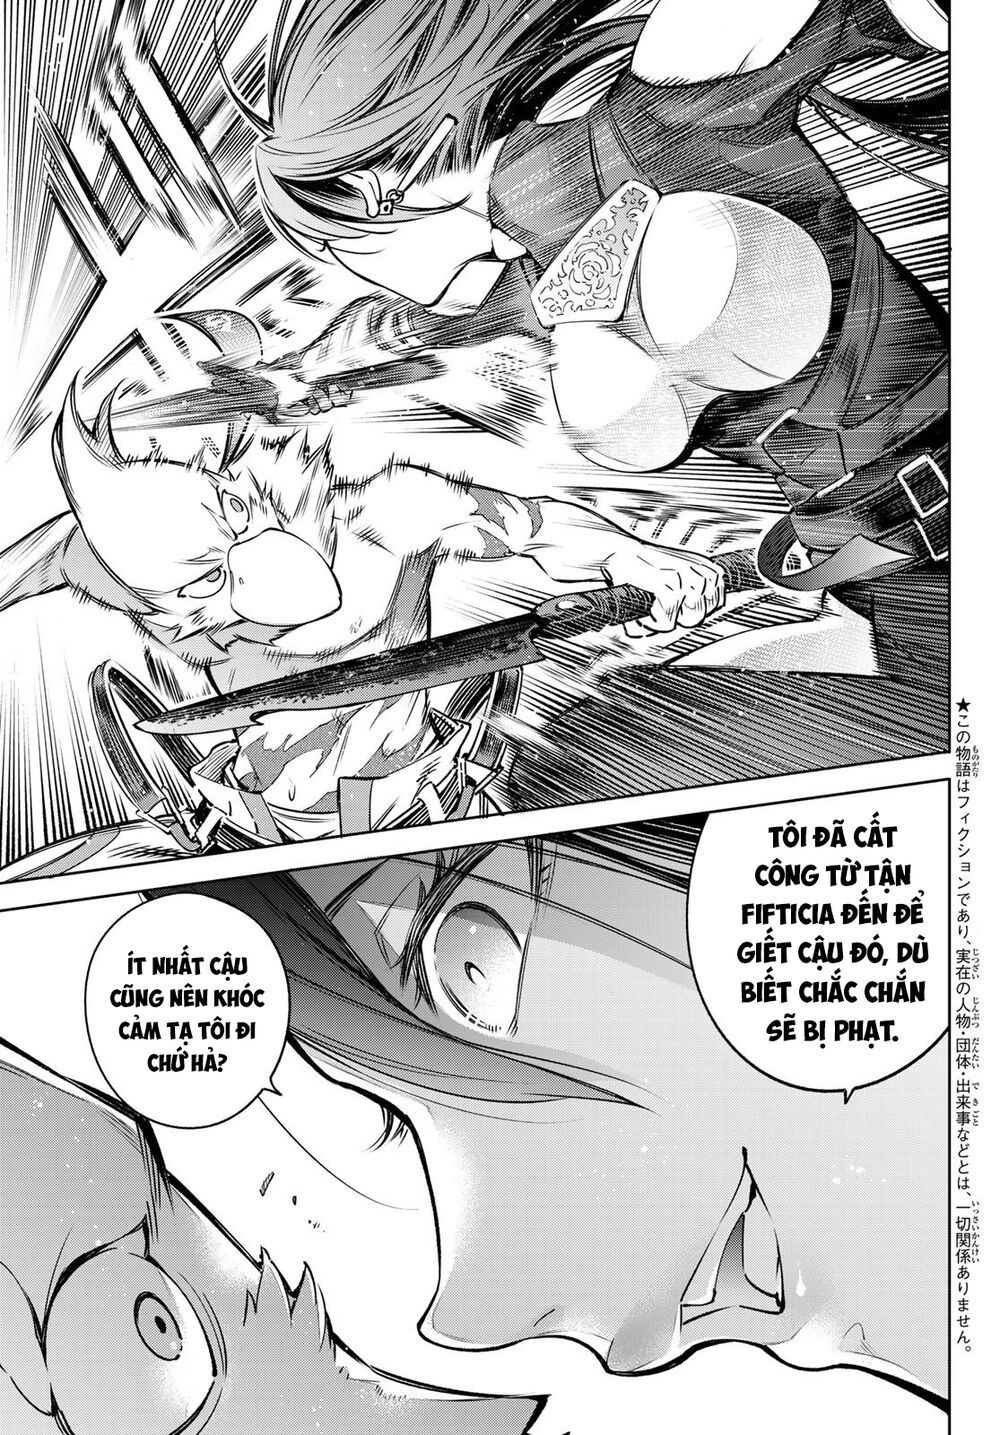 TÔI ĐÃ CẤT
CÔNG TỪ TẬN
FIFTICIA ĐẾN ĐỂ
GIẾT CẬU ĐÓ, DÙ
BIẾT CHẮC CHẮN
SẼ BỊ PHẠT.
ÍT NHẤT CẬU
CŨNG NÊN KHÓC
CẢM TẠ TÔI ĐI
CHỨ HẢ?
★この物語はフィクションであり、実在の人物・団体・出来事などとは、一切関係ありません。